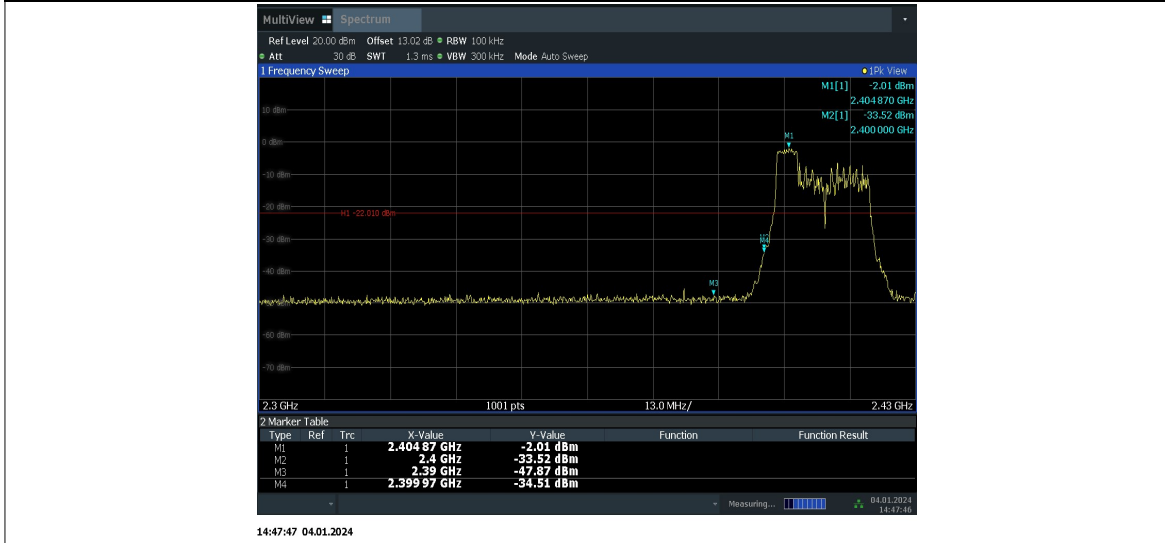 MultiView Spectrum
Ref Level 20.00 dBm Offset 13.02 dB RBW 100 kHz
Att 30 dB SWT 1.3 ms VBW 300 kHz Mode Auto Sweep
1 Frequency Sweep 1Pk View
M1[1] -2.01 dBm
2.404 870 GHz
M2[1] -33.52 dBm
2.400 000 GHz
10 dBm
0 dBm
M1
-10 dBm
-20 dBm
H1 -22.010 dBm
-30 dBm
M4
-40 dBm
M3
-60 dBm
-70 dBm
2.3 GHz 1001 pts 13.0 MHz/ 2.43 GHz
2 Marker Table
Type Ref Trc X-Value Y-Value Function Function Result
M1 1 2.404 87 GHz -2.01 dBm
M2 1 2.4 GHz -33.52 dBm
M3 1 2.39 GHz -47.87 dBm
M4 1 2.399 97 GHz -34.51 dBm
Measuring... 04.01.2024
14:47:46
14:47:47 04.01.2024